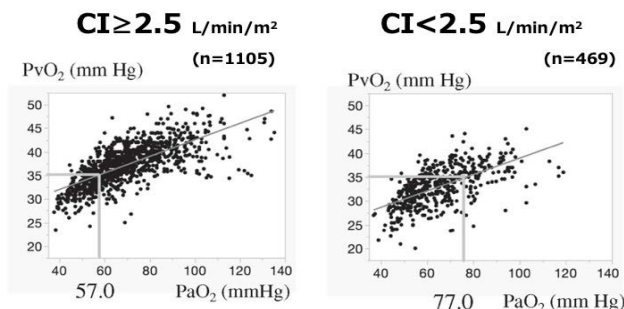 CI≥2.5 L/min/m²
(n=1105)
PvO₂ (mm Hg)
50
45
40
35
30
25
20
40 60 80 100 120 140
57.0 PaO₂ (mmHg)
CI<2.5 L/min/m²
(n=469)
PvO₂ (mm Hg)
50
45
40
35
30
25
20
40 60 80 100 120 140
77.0 PaO₂ (mm Hg)